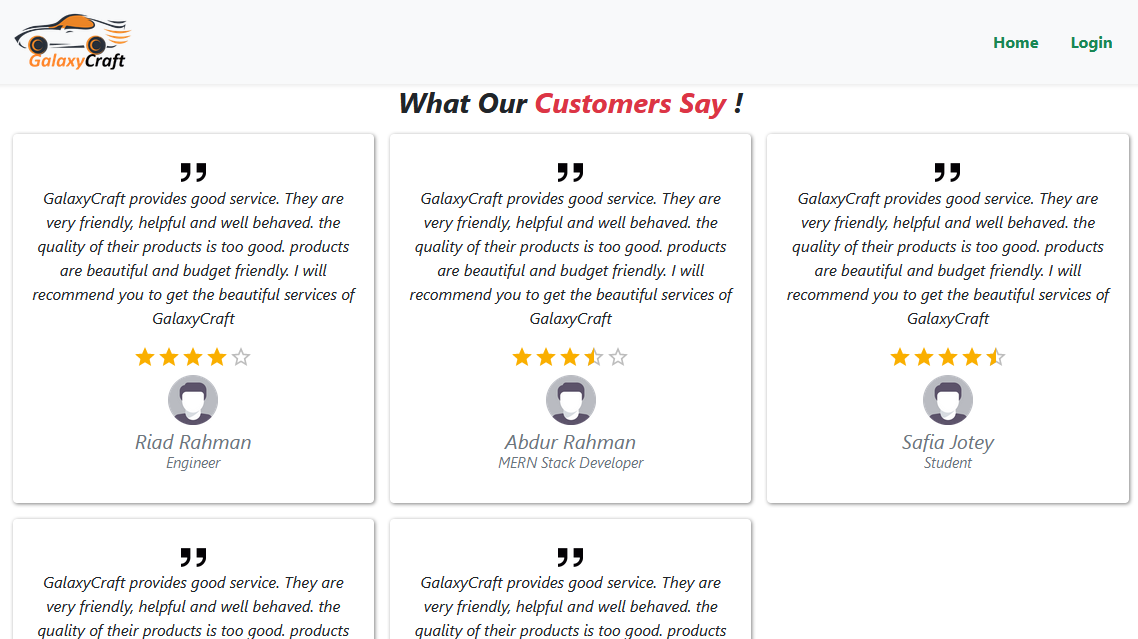 GalaxyCraft
Home
Login
What Our Customers Say !
GalaxyCraft provides good service. They are
very friendly, helpful and well behaved. the
quality of their products is too good. products
are beautiful and budget friendly. I will
recommend you to get the beautiful services of
GalaxyCraft
Riad Rahman
Engineer
GalaxyCraft provides good service. They are
very friendly, helpful and well behaved. the
quality of their products is too good. products
are beautiful and budget friendly. I will
recommend you to get the beautiful services of
GalaxyCraft
Abdur Rahman
MERN Stack Developer
GalaxyCraft provides good service. They are
very friendly, helpful and well behaved. the
quality of their products is too good. products
are beautiful and budget friendly. I will
recommend you to get the beautiful services of
GalaxyCraft
Safia Jotey
Student
GalaxyCraft provides good service. They are
very friendly, helpful and well behaved. the
quality of their products is too good. products
GalaxyCraft provides good service. They are
very friendly, helpful and well behaved. the
quality of their products is too good. products